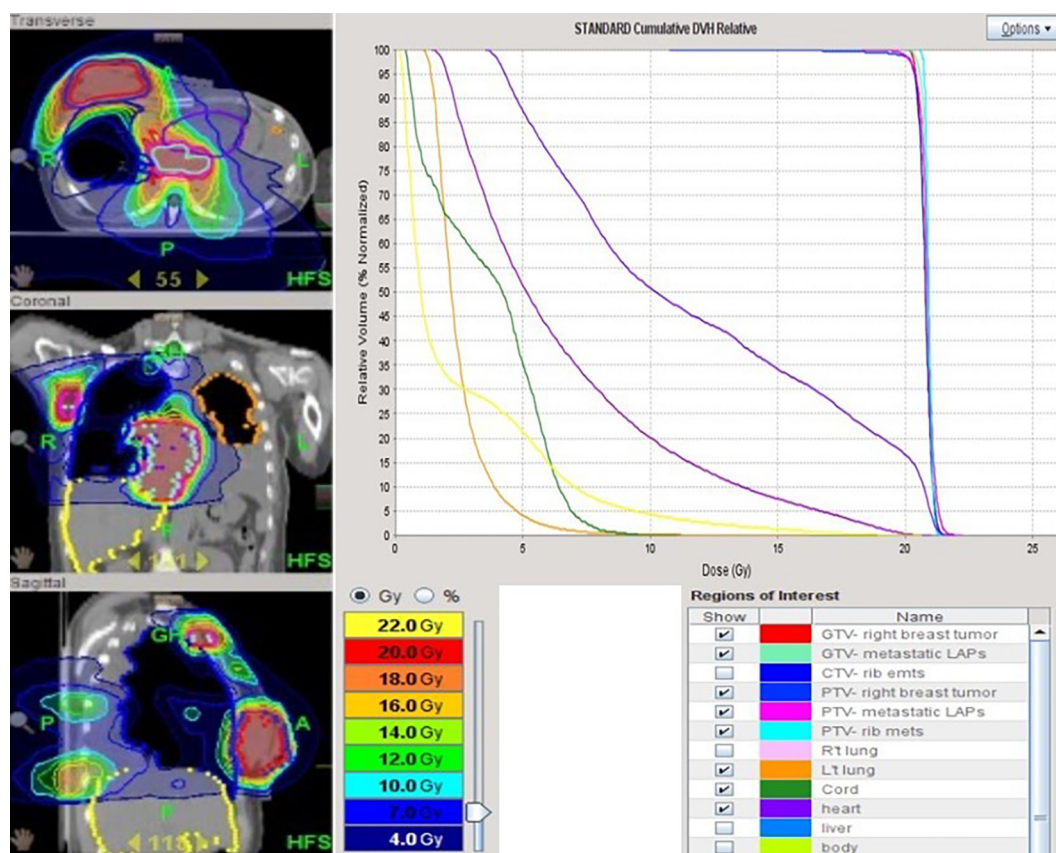 Transverse
R
L
P
55
HFS
Coronal
R
L
HFS
Sagittal
P
A
HFS
STANDARD Cumulative DVH Relative
Options
Relative Volume (% Normalized)
100
95
90
85
80
75
70
65
60
55
50
45
40
35
30
25
20
15
10
5
0
0 5 10 15 20 25
Dose (Gy)
Gy %
22.0 Gy
20.0 Gy
18.0 Gy
16.0 Gy
14.0 Gy
12.0 Gy
10.0 Gy
7.0 Gy
4.0 Gy
Regions of Interest
Show Name
GTV- right breast tumor
GTV- metastatic LAPs
CTV- rib emts
PTV- right breast tumor
PTV- metastatic LAPs
PTV- rib mets
R't lung
L't lung
Cord
heart
liver
body